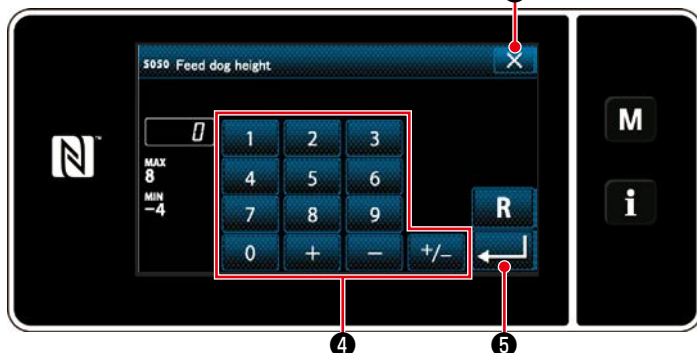 S050 Feed dog height
0
MAX
8
MIN
-4
1 2 3
4 5 6
7 8 9
0 + - +/-
R
M
i
N
❹
❺